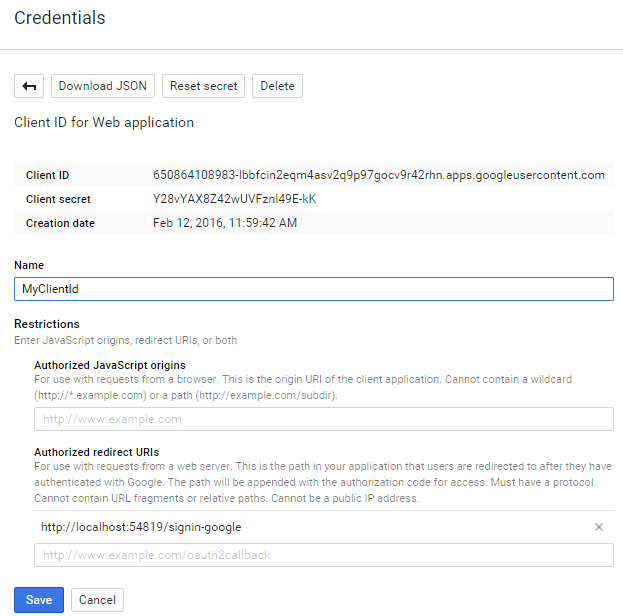 Credentials
Download JSON Reset secret Delete
Client ID for Web application
Client ID 650864108983-lbbfcin2eqm4asv2q9p97gocv9r42rhn.apps.googleusercontent.com
Client secret Y28vYAX8Z42wUVFznI49E-kK
Creation date Feb 12, 2016, 11:59:42 AM
Name
MyClientId
Restrictions
Enter JavaScript origins, redirect URIs, or both
Authorized JavaScript origins
For use with requests from a browser. This is the origin URI of the client application. Cannot contain a wildcard
(http://*.example.com) or a path (http://example.com/subdir).
http://www.example.com
Authorized redirect URIs
For use with requests from a web server. This is the path in your application that users are redirected to after they have
authenticated with Google. The path will be appended with the authorization code for access. Must have a protocol.
Cannot contain URL fragments or relative paths. Cannot be a public IP address.
http://localhost:54819/signin-google
http://www.example.com/oauth2callback
Save Cancel